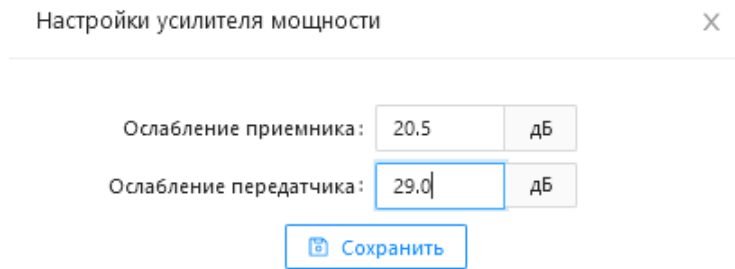 Настройки усилителя мощности
Ослабление приемника: 20.5 дБ
Ослабление передатчика: 29.0 дБ
Сохранить